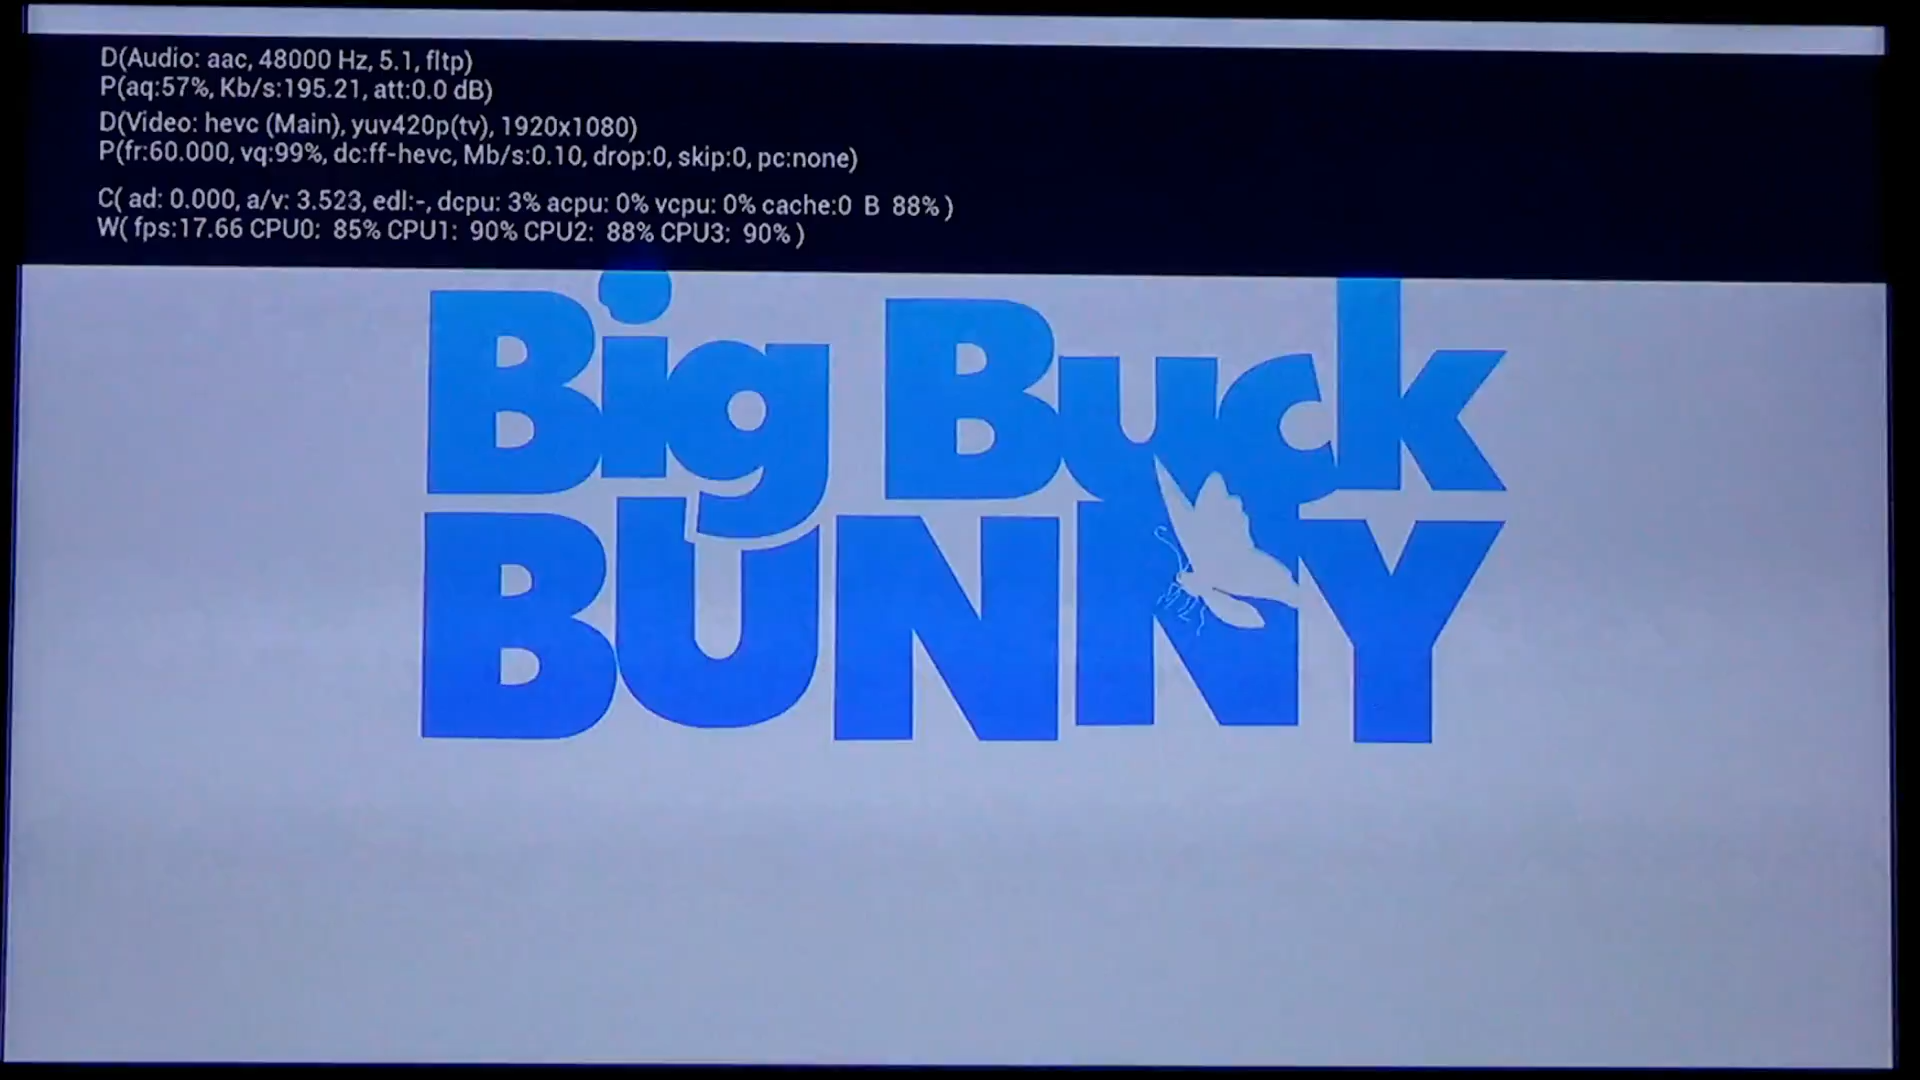 D(Audio: aac, 48000 Hz, 5.1, fltp)
P(aq:57%, Kb/s:195.21, att:0.0 dB)
D(Video: hevc (Main), yuv420p(tv), 1920x1080)
P(fr:60.000, vq:99%, dc:ff-hevc, Mb/s:0.10, drop:0, skip:0, pc:none)
C( ad: 0.000, a/v: 3.523, edl:-, dcpu: 3% acpu: 0% vcpu: 0% cache:0 B 88% )
W( fps:17.66 CPU0: 85% CPU1: 90% CPU2: 88% CPU3: 90% )
Big Buck
BUNNY